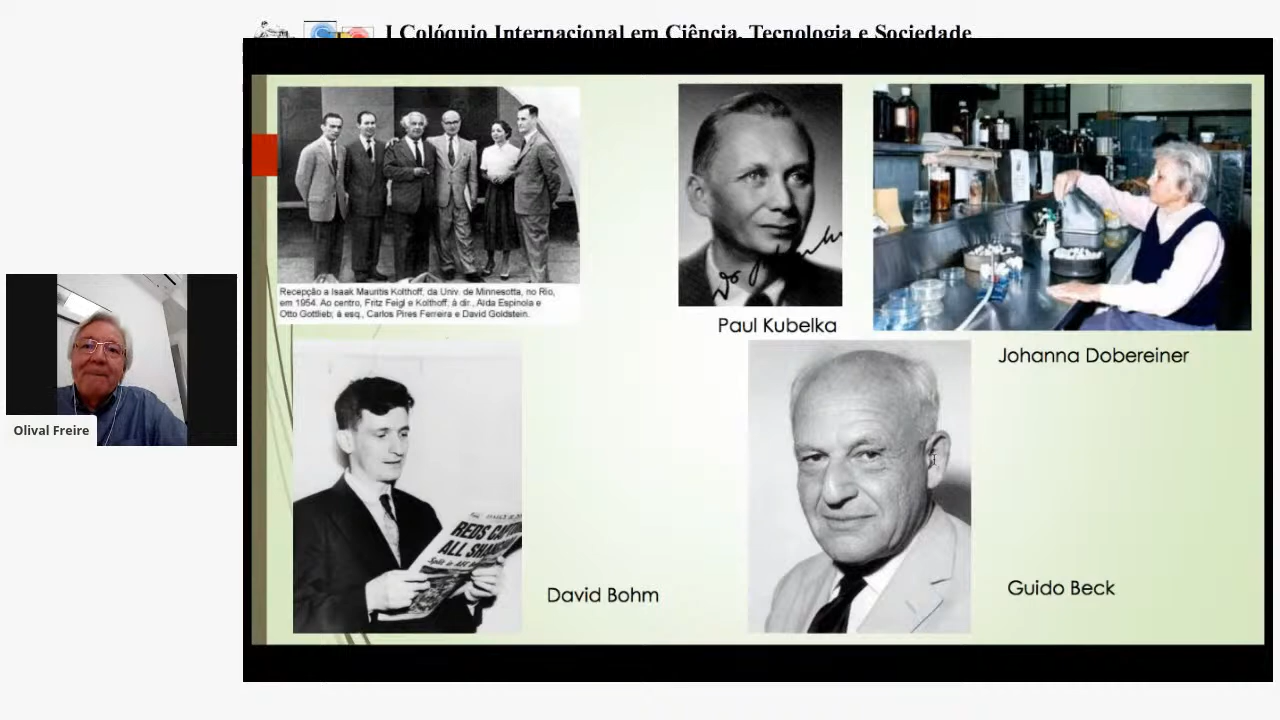 I Colóquio Internacional em Ciência, Tecnologia e Sociedade
Recepção a Isaak Mauritis Kolthoff, da Univ. de Minnesotta, no Rio,
em 1954. Ao centro, Fritz Feigl e Kolthoff; à dir., Aïda Espinola e
Otto Gottlieb; à esq., Carlos Pires Ferreira e David Goldstein.
Paul Kubelka
Johanna Dobereiner
Olival Freire
REDS
ALL
David Bohm
Guido Beck